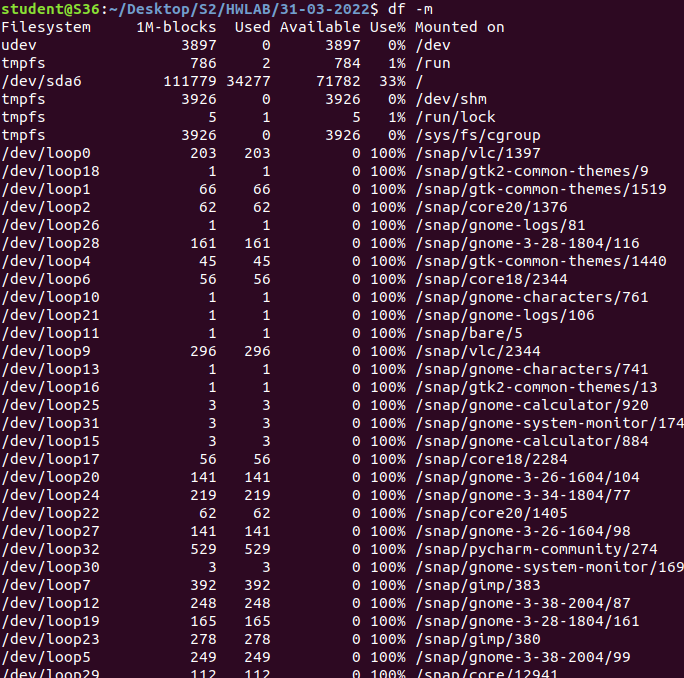 student@S36:~/Desktop/S2/HWLAB/31-03-2022$ df -m
Filesystem     1M-blocks  Used Available Use% Mounted on
udev                3897     0      3897   0% /dev
tmpfs                786     2       784   1% /run
/dev/sda6         111779 34277     71782  33% /
tmpfs               3926     0      3926   0% /dev/shm
tmpfs                  5     1         5   1% /run/lock
tmpfs               3926     0      3926   0% /sys/fs/cgroup
/dev/loop0           203   203         0 100% /snap/vlc/1397
/dev/loop18            1     1         0 100% /snap/gtk2-common-themes/9
/dev/loop1            66    66         0 100% /snap/gtk-common-themes/1519
/dev/loop2            62    62         0 100% /snap/core20/1376
/dev/loop26            1     1         0 100% /snap/gnome-logs/81
/dev/loop28          161   161         0 100% /snap/gnome-3-28-1804/116
/dev/loop4            45    45         0 100% /snap/gtk-common-themes/1440
/dev/loop6            56    56         0 100% /snap/core18/2344
/dev/loop10            1     1         0 100% /snap/gnome-characters/761
/dev/loop21            1     1         0 100% /snap/gnome-logs/106
/dev/loop11            1     1         0 100% /snap/bare/5
/dev/loop9           296   296         0 100% /snap/vlc/2344
/dev/loop13            1     1         0 100% /snap/gnome-characters/741
/dev/loop16            1     1         0 100% /snap/gtk2-common-themes/13
/dev/loop25            3     3         0 100% /snap/gnome-calculator/920
/dev/loop31            3     3         0 100% /snap/gnome-system-monitor/174
/dev/loop15            3     3         0 100% /snap/gnome-calculator/884
/dev/loop17           56    56         0 100% /snap/core18/2284
/dev/loop20          141   141         0 100% /snap/gnome-3-26-1604/104
/dev/loop24          219   219         0 100% /snap/gnome-3-34-1804/77
/dev/loop22           62    62         0 100% /snap/core20/1405
/dev/loop27          141   141         0 100% /snap/gnome-3-26-1604/98
/dev/loop32          529   529         0 100% /snap/pycharm-community/274
/dev/loop30            3     3         0 100% /snap/gnome-system-monitor/169
/dev/loop7           392   392         0 100% /snap/gimp/383
/dev/loop12          248   248         0 100% /snap/gnome-3-38-2004/87
/dev/loop19          165   165         0 100% /snap/gnome-3-28-1804/161
/dev/loop23          278   278         0 100% /snap/gimp/380
/dev/loop5           249   249         0 100% /snap/gnome-3-38-2004/99
/dev/loop29          112   112         0 100% /snap/core/12941